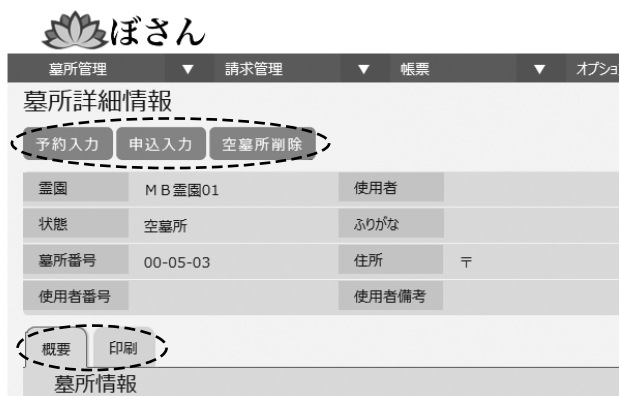 ぼさん
墓所管理 ▼ 請求管理 ▼ 帳票 ▼ オプショ
墓所詳細情報
予約入力 申込入力 空墓所削除
霊園 MB霊園01 使用者
状態 空墓所 ふりがな
墓所番号 00-05-03 住所 〒
使用者番号 使用者備考
概要 印刷
墓所情報